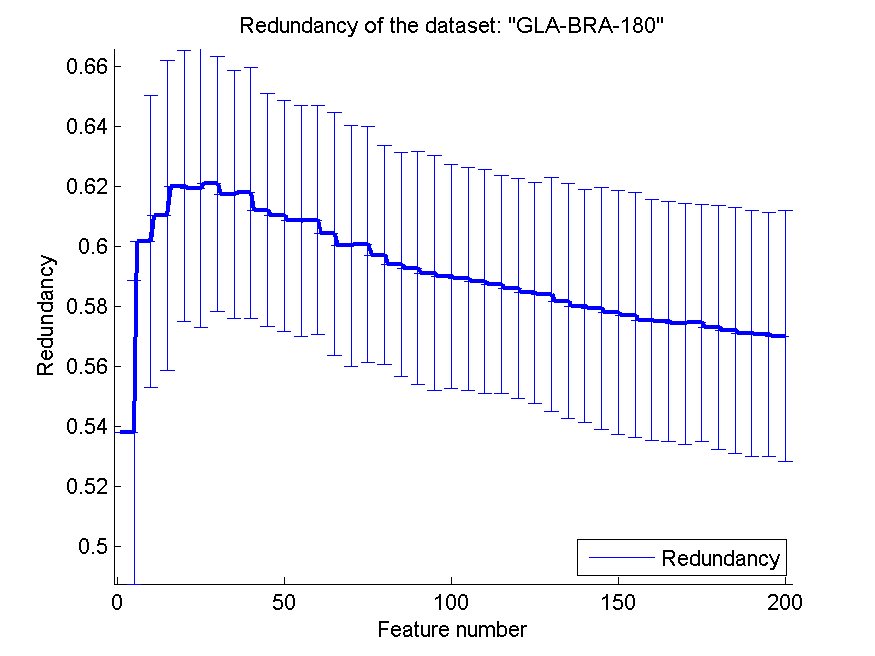 Redundancy of the dataset: "GLA-BRA-180"
0.66
0.64
0.62
0.6
0.58
0.56
0.54
0.52
0.5
Redundancy
Redundancy
0 50 100 150 200
Feature number